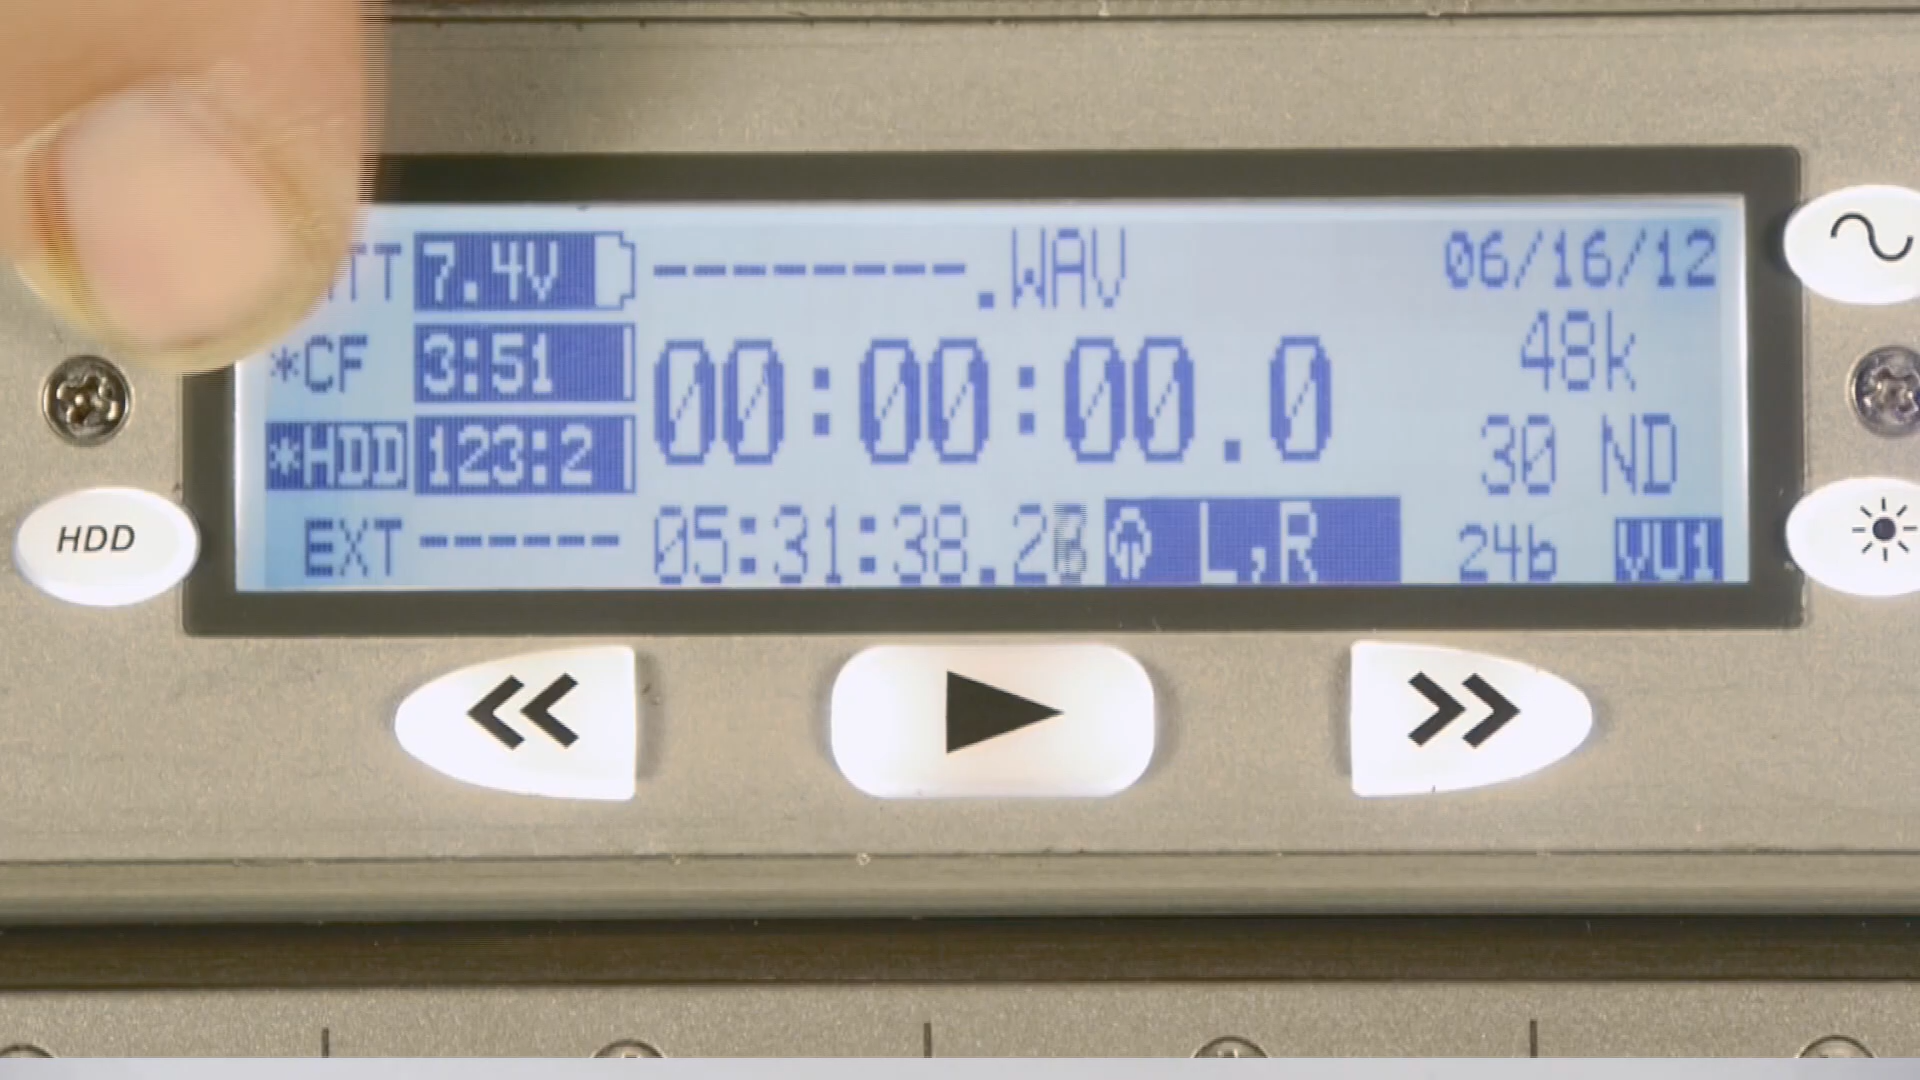 TT 7.4V --------.WAV 06/16/12
*CF 3:51 00:00:00.0 48k
*HDD 123:2 30 ND
EXT ------ 05:31:38.2 L,R 24b VU1
HDD